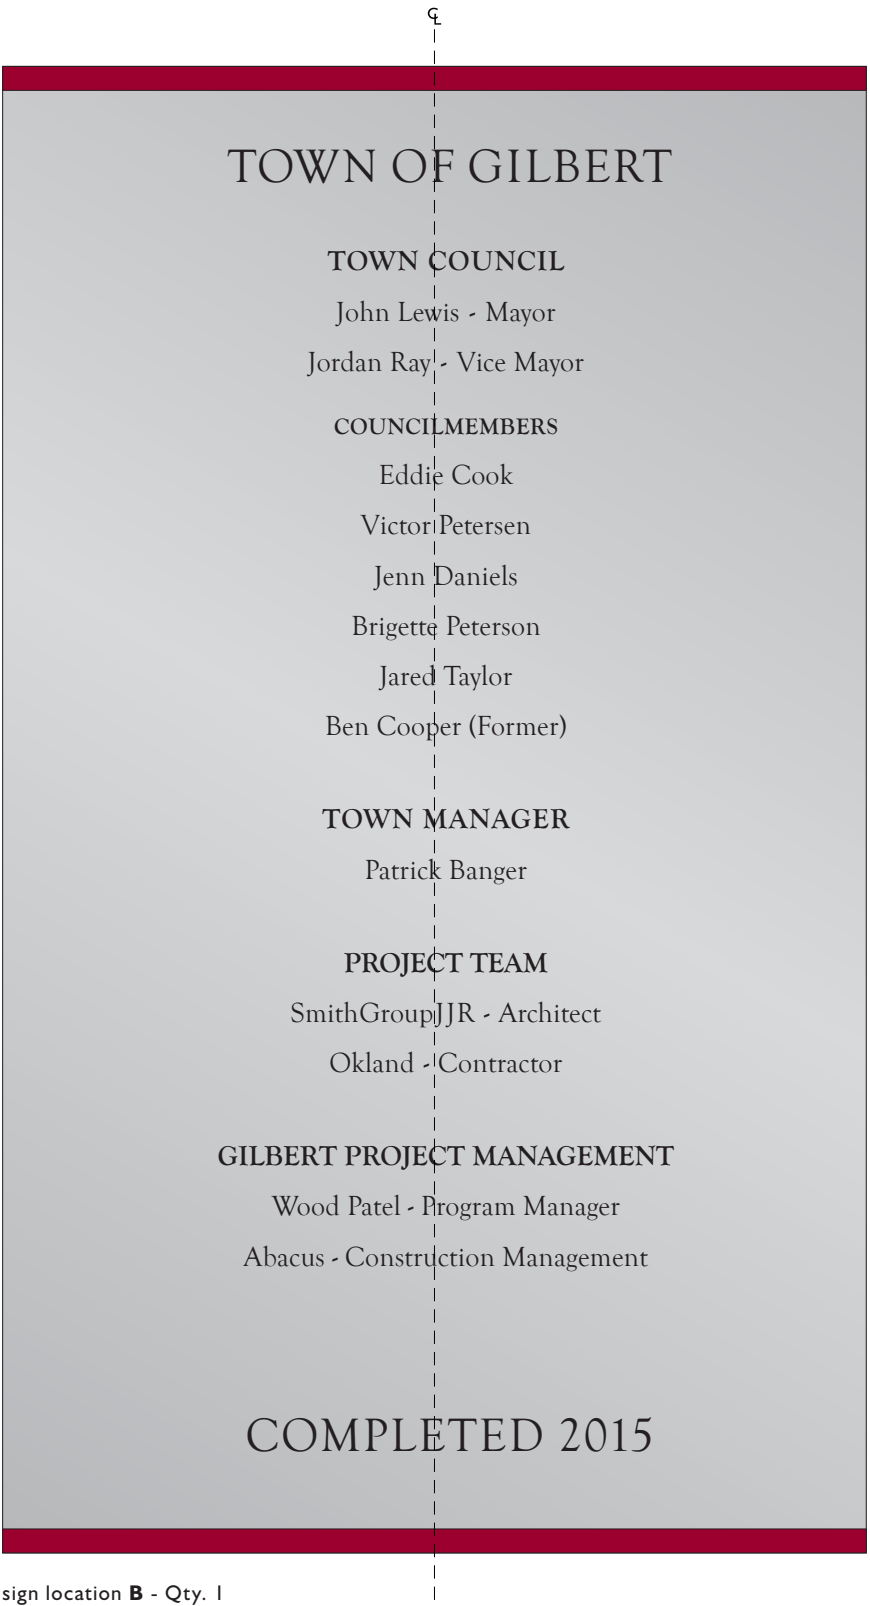 ℄
TOWN OF GILBERT
TOWN COUNCIL
John Lewis - Mayor
Jordan Ray - Vice Mayor
COUNCILMEMBERS
Eddie Cook
Victor Petersen
Jenn Daniels
Brigette Peterson
Jared Taylor
Ben Cooper (Former)
TOWN MANAGER
Patrick Banger
PROJECT TEAM
SmithGroupJJR - Architect
Okland - Contractor
GILBERT PROJECT MANAGEMENT
Wood Patel - Program Manager
Abacus - Construction Management
COMPLETED 2015
sign location B - Qty. 1